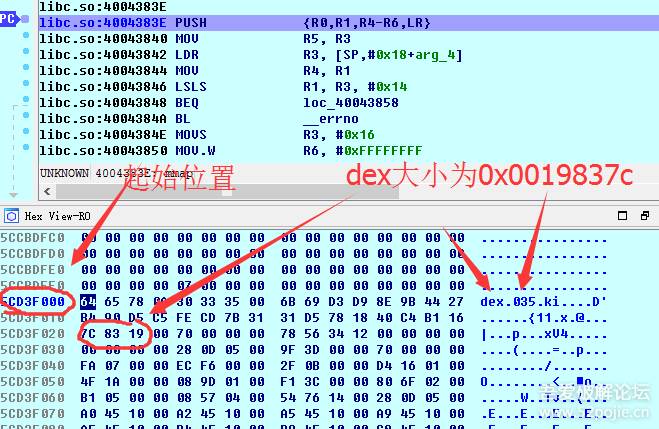 libc.so:4004383E
PC libc.so:4004383E PUSH {R0,R1,R4-R6,LR}
libc.so:40043840 MOV R5, R3
libc.so:40043842 LDR R3, [SP,#0x18+arg_4]
libc.so:40043844 MOV R4, R1
libc.so:40043846 LSLS R1, R3, #0x14
libc.so:40043848 BEQ loc_40043858
libc.so:4004384A BL __errno
libc.so:4004384E MOVS R3, #0x16
libc.so:40043850 MOV.W R6, #0xFFFFFFFF
UNKNOWN 4004383E: mmap
起始位置
dex大小为0x0019837c
Hex View-RO
5CCBDFC0 00 00 00 00 00 00 00 00 00 00 00 00 00 00 00 00 ................
5CCBDFD0 00 00 00 00 00 00 00 00 00 00 00 00 00 00 00 00 ................
5CCBDFE0 00 00 00 00 00 00 00 00 00 00 00 00 00 00 00 00 ................
00 00 00 00 07 00 00 00 00 00 00 00 00 00 00 00 ................
5CD3F000 64 65 78 0A 30 33 35 00 6B 69 D3 D9 8E 9B 44 27 dex.035.ki....D'
5CD3F010 B4 90 D5 C5 FE CD 7B 31 31 D5 78 18 40 C4 B1 16 ......{11.x.@...
5CD3F020 7C 83 19 00 70 00 00 00 78 56 34 12 00 00 00 00 |...p...xV4.....
5CD3F030 00 00 00 00 28 0D 05 00 9F 3D 00 00 70 00 00 00 ....(....=..p...
5CD3F040 FA 07 00 00 EC F6 00 00 2F 0B 00 00 D4 16 01 00 ......../.......
5CD3F050 4F 1A 00 00 08 9D 01 00 F1 3C 00 00 80 6F 02 00
5CD3F060 B1 05 00 00 08 57 04 00 54 76 14 00 28 0D 05 00
5CD3F070 A0 45 10 00 A2 45 10 00 A5 45 10 00 A9 45 10 00 .E...E...E...E..
吾爱破解论坛
www.52pojie.cn